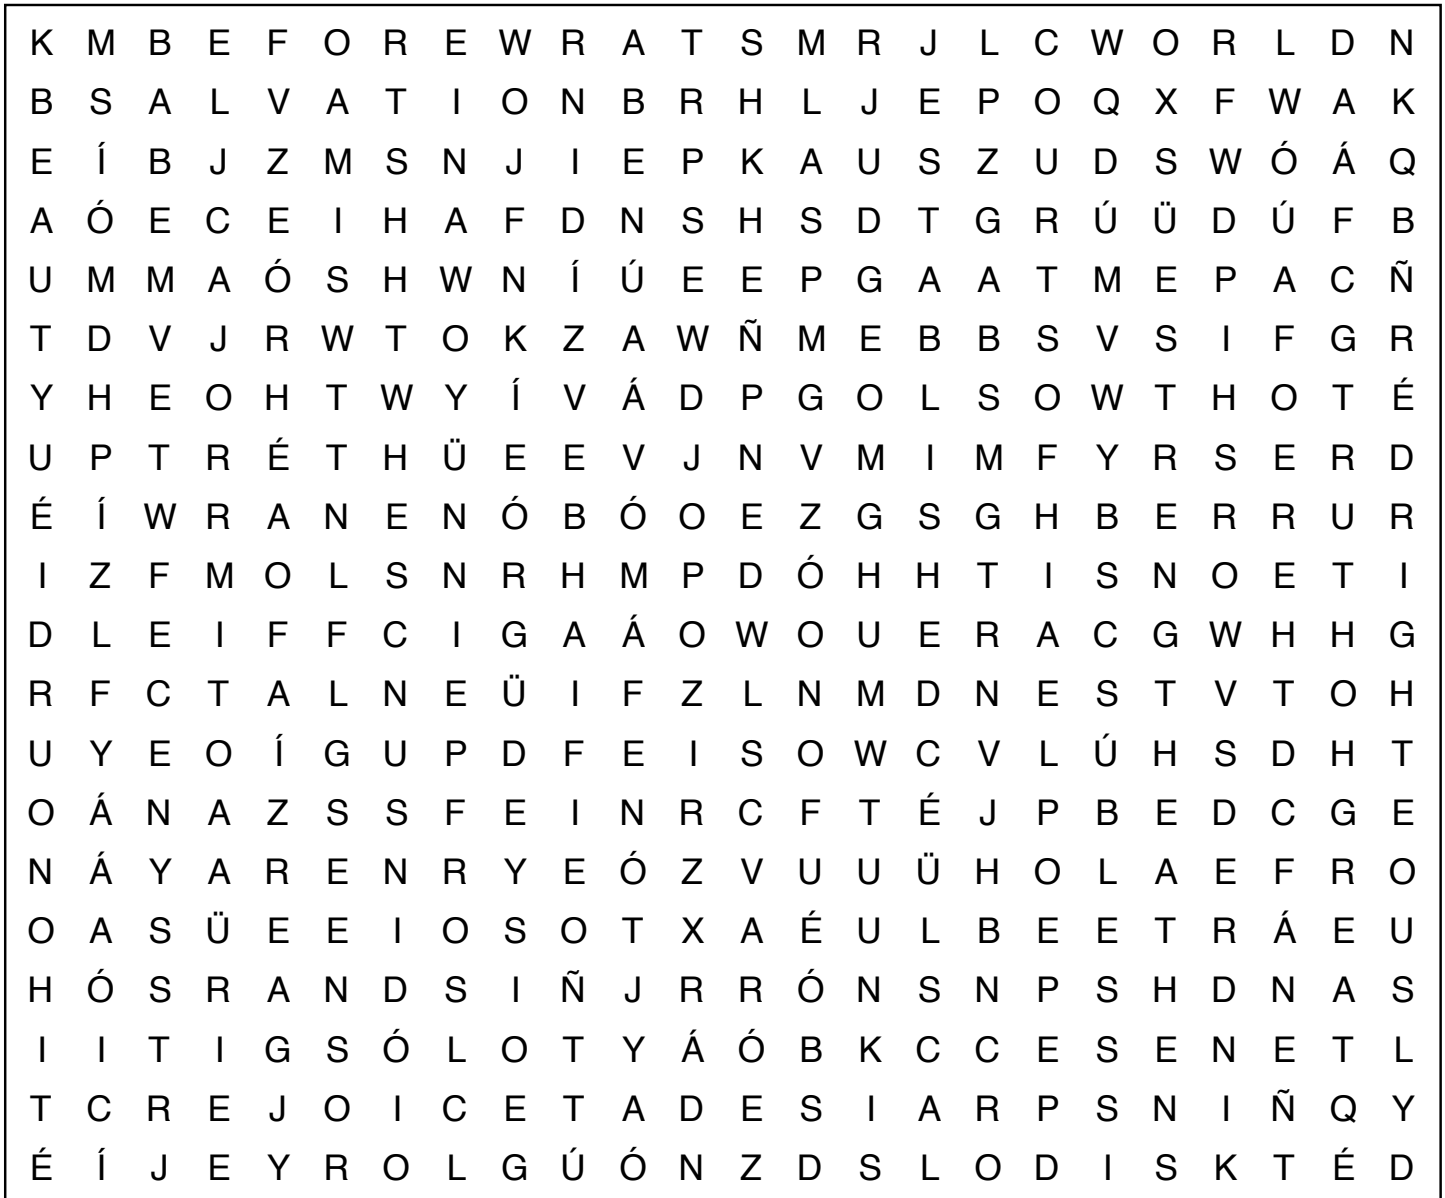 K M B E F O R E W R A T S M R J L C W O R L D N
B S A L V A T I O N B R H L J E P O Q X F W A K
E Í B J Z M S N J I E P K A U S Z U D S W Ó Á Q
A Ó E C E I H A F D N S H S D T G R Ú Ü D Ú F B
U M M A Ó S H W N Í Ú E E P G A A T M E P A C Ñ
T D V J R W T O K Z A W Ñ M E B B S V S I F G R
Y H E O H T W Y Í V Á D P G O L S O W T H O T É
U P T R É T H Ü E E V J N V M I M F Y R S E R D
É Í W R A N E N Ó B Ó O E Z G S G H B E R R U R
I Z F M O L S N R H M P D Ó H H T I S N O E T I
D L E I F F C I G A Á O W O U E R A C G W H H G
R F C T A L N E Ü I F Z L N M D N E S T V T O H
U Y E O Í G U P D F E I S O W C V L Ú H S D H T
O Á N A Z S S F E I N R C F T É J P B E D C G E
N Á Y A R E N R Y E Ó Z V U U Ü H O L A E F R O
O A S Ü E E I O S O T X A É U L B E E T R Á E U
H Ó S R A N D S I Ñ J R R Ó N S N P S H D N A S
I I T I G S Ó L O T Y Á Ó B K C C E S E N E T L
T C R E J O I C E T A D E S I A R P S N I Ñ Q Y
É Í J E Y R O L G Ú Ó N Z D S L O D I S K T É D